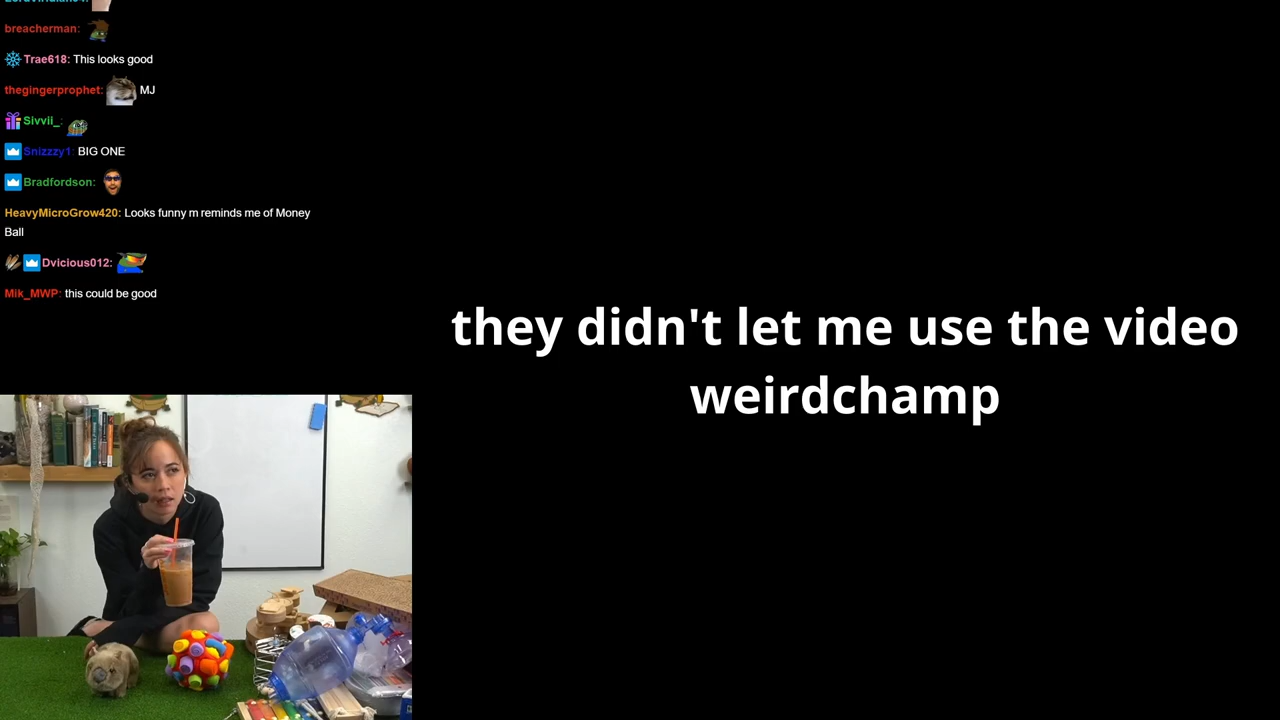 breacherman:
Trae618: This looks good
thegingerprophet: MJ
Sivvii_:
Snizzzy1: BIG ONE
Bradfordson:
HeavyMicroGrow420: Looks funny m reminds me of Money
Ball
Dvicious012:
Mik_MWP: this could be good
they didn't let me use the video
weirdchamp